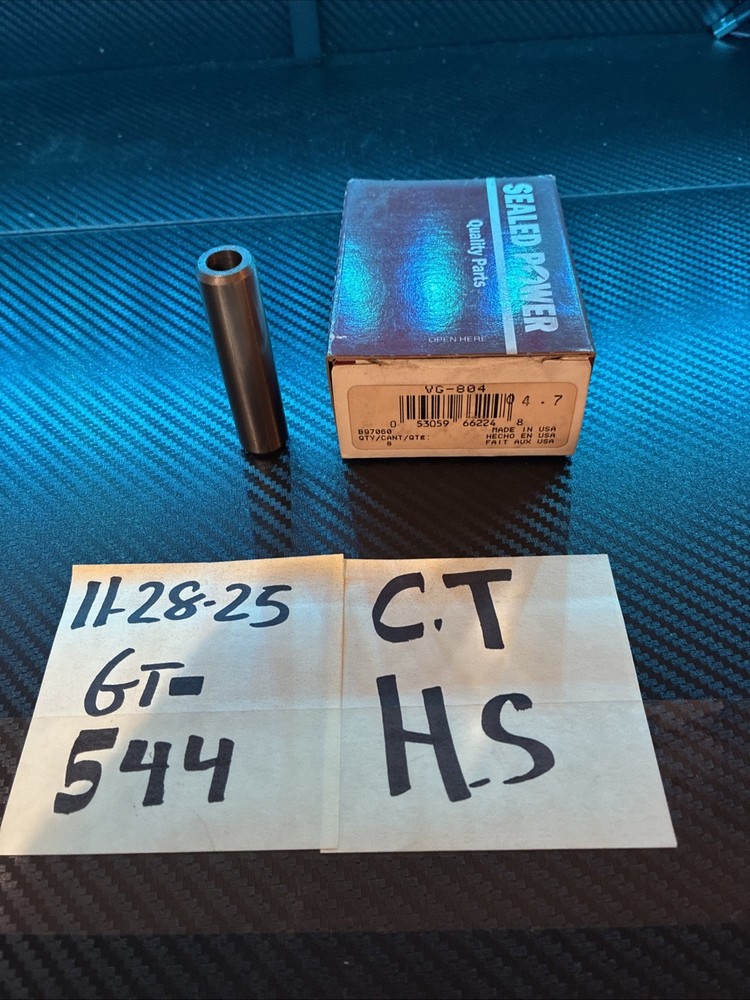 SEALED POWER
Quality Parts
OPEN HERE
VG-804
4-7
0 53059 66224 8
B97060
QTY/CANT/QTE:
6
MADE IN USA
HECHO EN USA
FAIT AUX USA
11-28-25
GT-
544
C.T
H.S